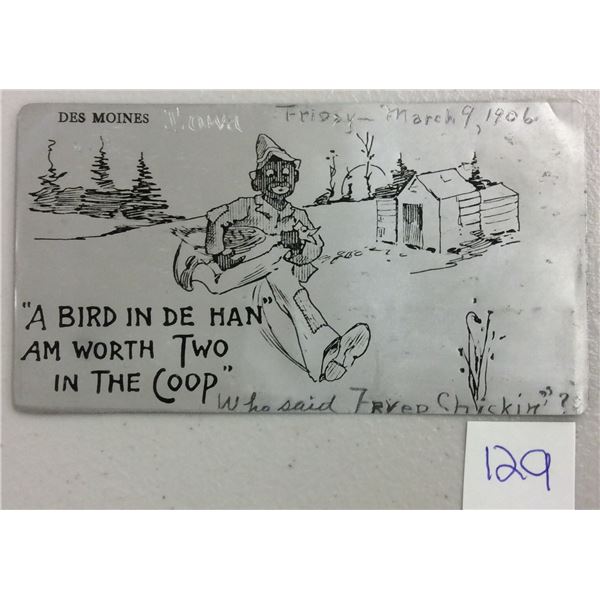 DES MOINES Iowa. Friday - March 9, 1906.
"A BIRD IN DE HAN"
AM WORTH TWO
IN THE COOP"
Who said Fryed Chickin"?
129